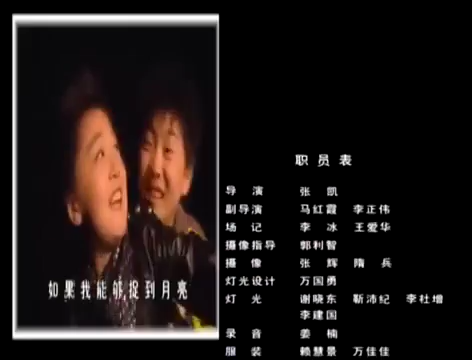 如果我能够捉到月亮
职员表
导演 张凯
副导演 马红霞 李正伟
场记 李冰 王爱华
摄像指导 郭利智
摄像 张辉 隋兵
灯光设计 万国勇
灯光 谢晓东 靳沛纪 李社增
李建国
录音 姜楠
服装 赖慧景 万佳佳